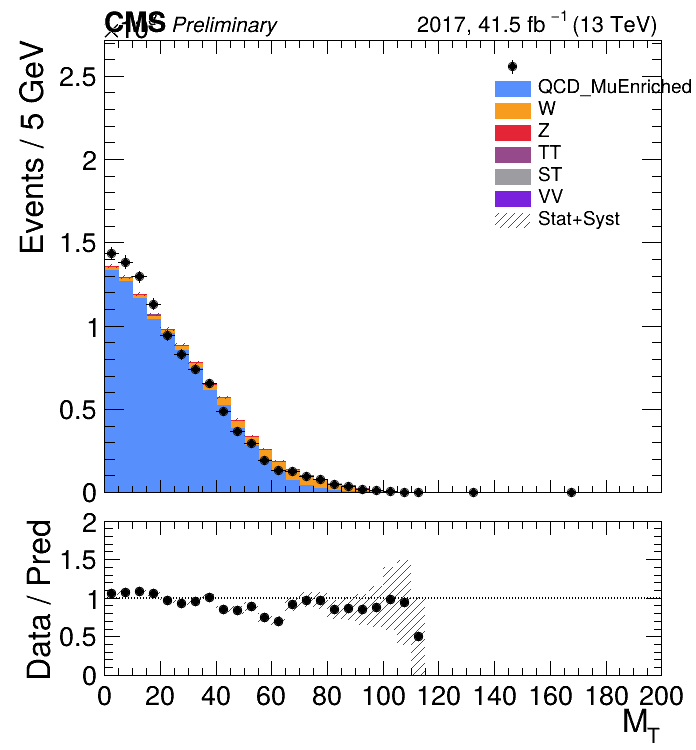 CMS Preliminary 2017, 41.5 fb⁻¹ (13 TeV)
Events / 5 GeV
2.5
2
1.5
1
0.5
0
QCD_MuEnriched
W
Z
TT
ST
VV
Stat+Syst
Data / Pred
2
1.5
1
0.5
0
0 20 40 60 80 100 120 140 160 180 200
M_T